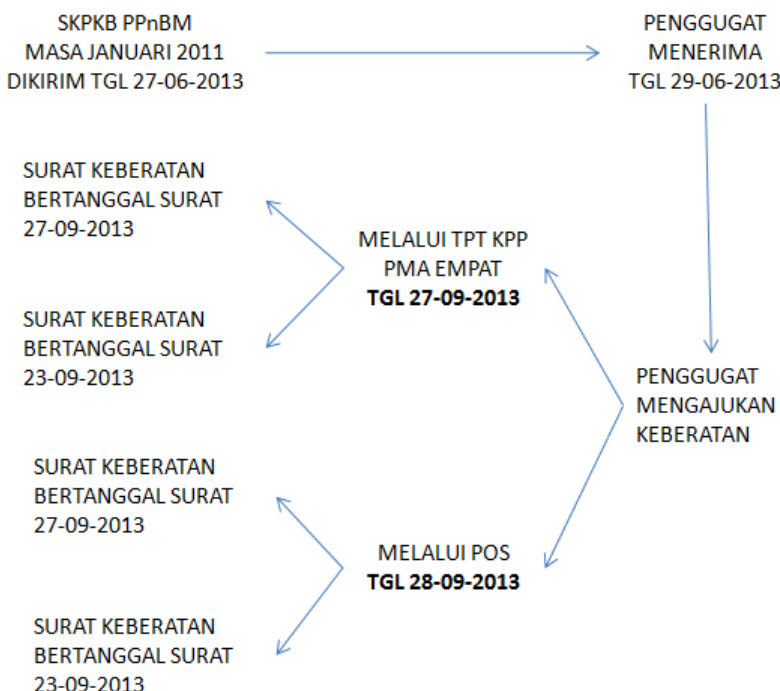 SKPKB PPnBM
MASA JANUARI 2011
DIKIRIM TGL 27-06-2013
PENGGUGAT
MENERIMA
TGL 29-06-2013
SURAT KEBERATAN
BERTANGGAL SURAT
27-09-2013
MELALUI TPT KPP
PMA EMPAT
TGL 27-09-2013
SURAT KEBERATAN
BERTANGGAL SURAT
23-09-2013
PENGGUGAT
MENGAJUKAN
KEBERATAN
SURAT KEBERATAN
BERTANGGAL SURAT
27-09-2013
MELALUI POS
TGL 28-09-2013
SURAT KEBERATAN
BERTANGGAL SURAT
23-09-2013